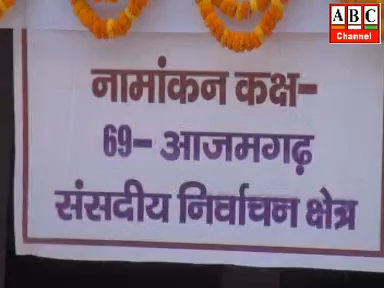 ABC
Channel
नामांकन कक्ष-
69- आजमगढ़
संसदीय निर्वाचन क्षेत्र